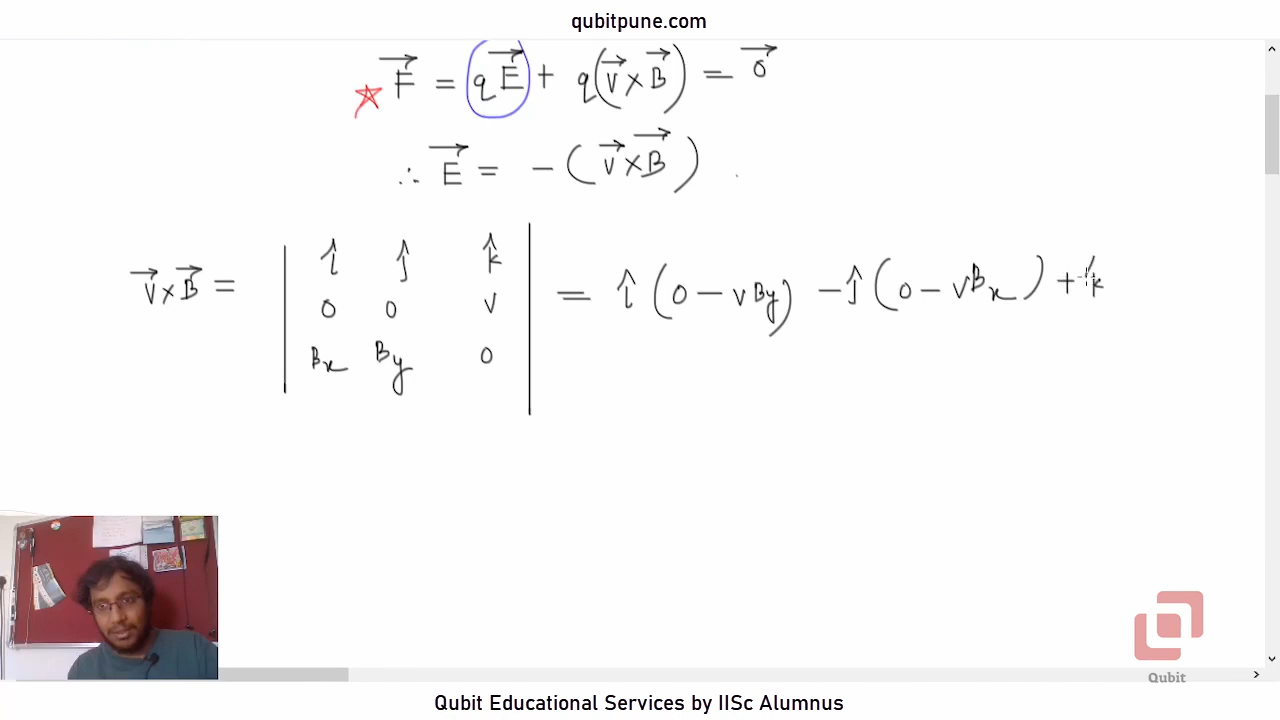 qubitpune.com
☆ F⃗ = qE⃗ + q(v⃗×B⃗) = 0⃗
∴ E⃗ = -(v⃗×B⃗)
v⃗×B⃗ = | î ĵ k̂ | = î(0 - vBy) - ĵ(0 - vBx) + k
0 0 v
Bx By 0
Qubit
Qubit Educational Services by IISc Alumnus